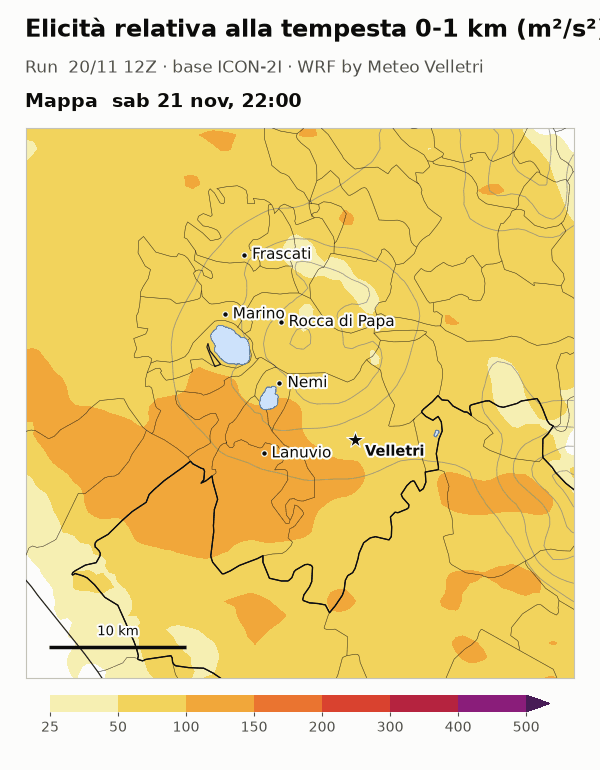 Elicità relativa alla tempesta 0-1 km (m²/s²)
Run  20/11 12Z · base ICON-2I · WRF by Meteo Velletri
Mappa  sab 21 nov, 22:00
Frascati
Marino
Rocca di Papa
Nemi
Velletri
Lanuvio
10 km
25 50 100 150 200 300 400 500